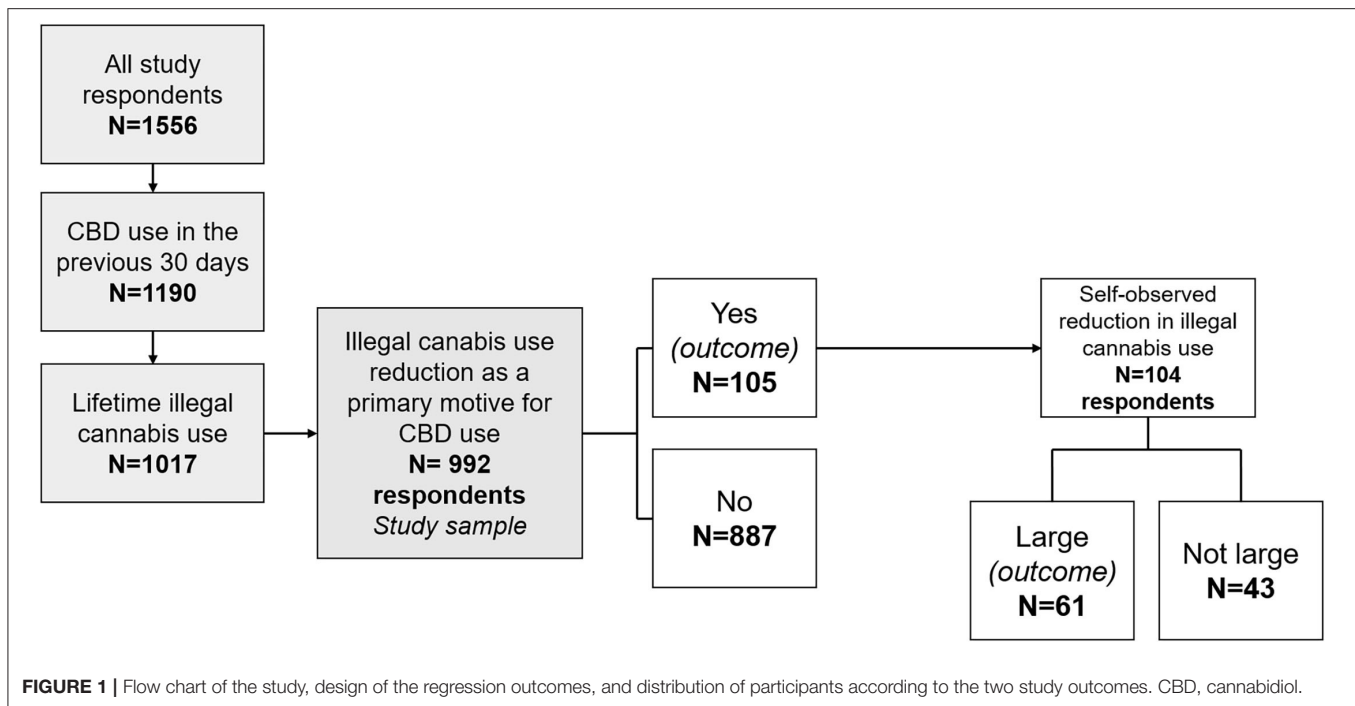 All study
respondents
N=1556
CBD use in the
previous 30 days
N=1190
Lifetime illegal
cannabis use
N=1017
Illegal canabis use
reduction as a
primary motive for
CBD use
N= 992
respondents
Study sample
Yes
(outcome)
N=105
No
N=887
Self-observed
reduction in illegal
cannabis use
N=104
respondents
Large
(outcome)
N=61
Not large
N=43
FIGURE 1 | Flow chart of the study, design of the regression outcomes, and distribution of participants according to the two study outcomes. CBD, cannabidiol.